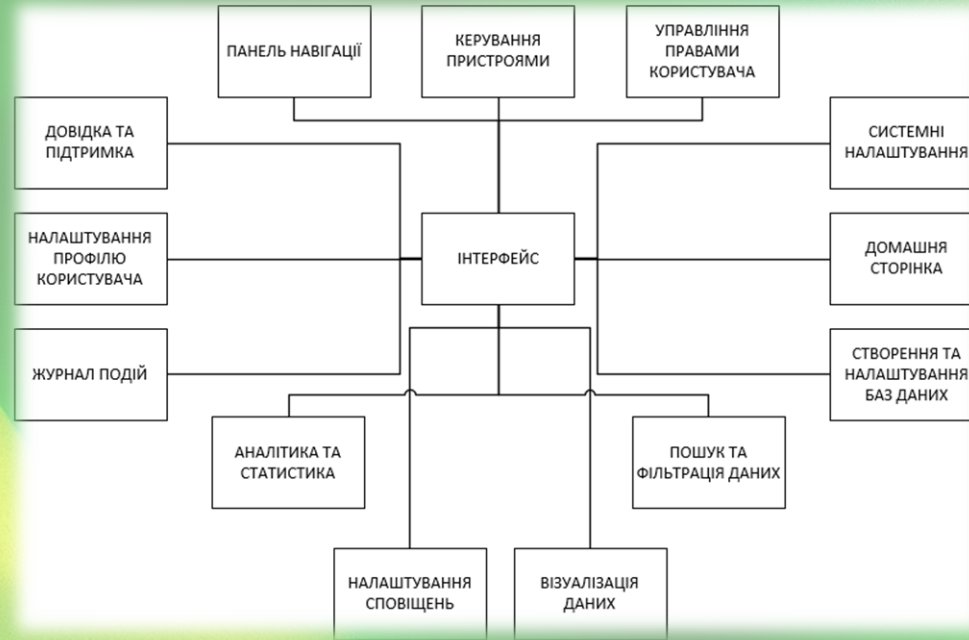 ПАНЕЛЬ НАВІГАЦІЇ
КЕРУВАННЯ
ПРИСТРОЯМИ
УПРАВЛІННЯ
ПРАВАМИ
КОРИСТУВАЧА
ДОВІДКА ТА
ПІДТРИМКА
СИСТЕМНІ
НАЛАШТУВАННЯ
НАЛАШТУВАННЯ
ПРОФІЛЮ
КОРИСТУВАЧА
ІНТЕРФЕЙС
ДОМАШНЯ
СТОРІНКА
ЖУРНАЛ ПОДІЙ
СТВОРЕННЯ ТА
НАЛАШТУВАННЯ
БАЗ ДАНИХ
АНАЛІТИКА ТА
СТАТИСТИКА
ПОШУК ТА
ФІЛЬТРАЦІЯ ДАНИХ
НАЛАШТУВАННЯ
СПОВІЩЕНЬ
ВІЗУАЛІЗАЦІЯ
ДАНИХ